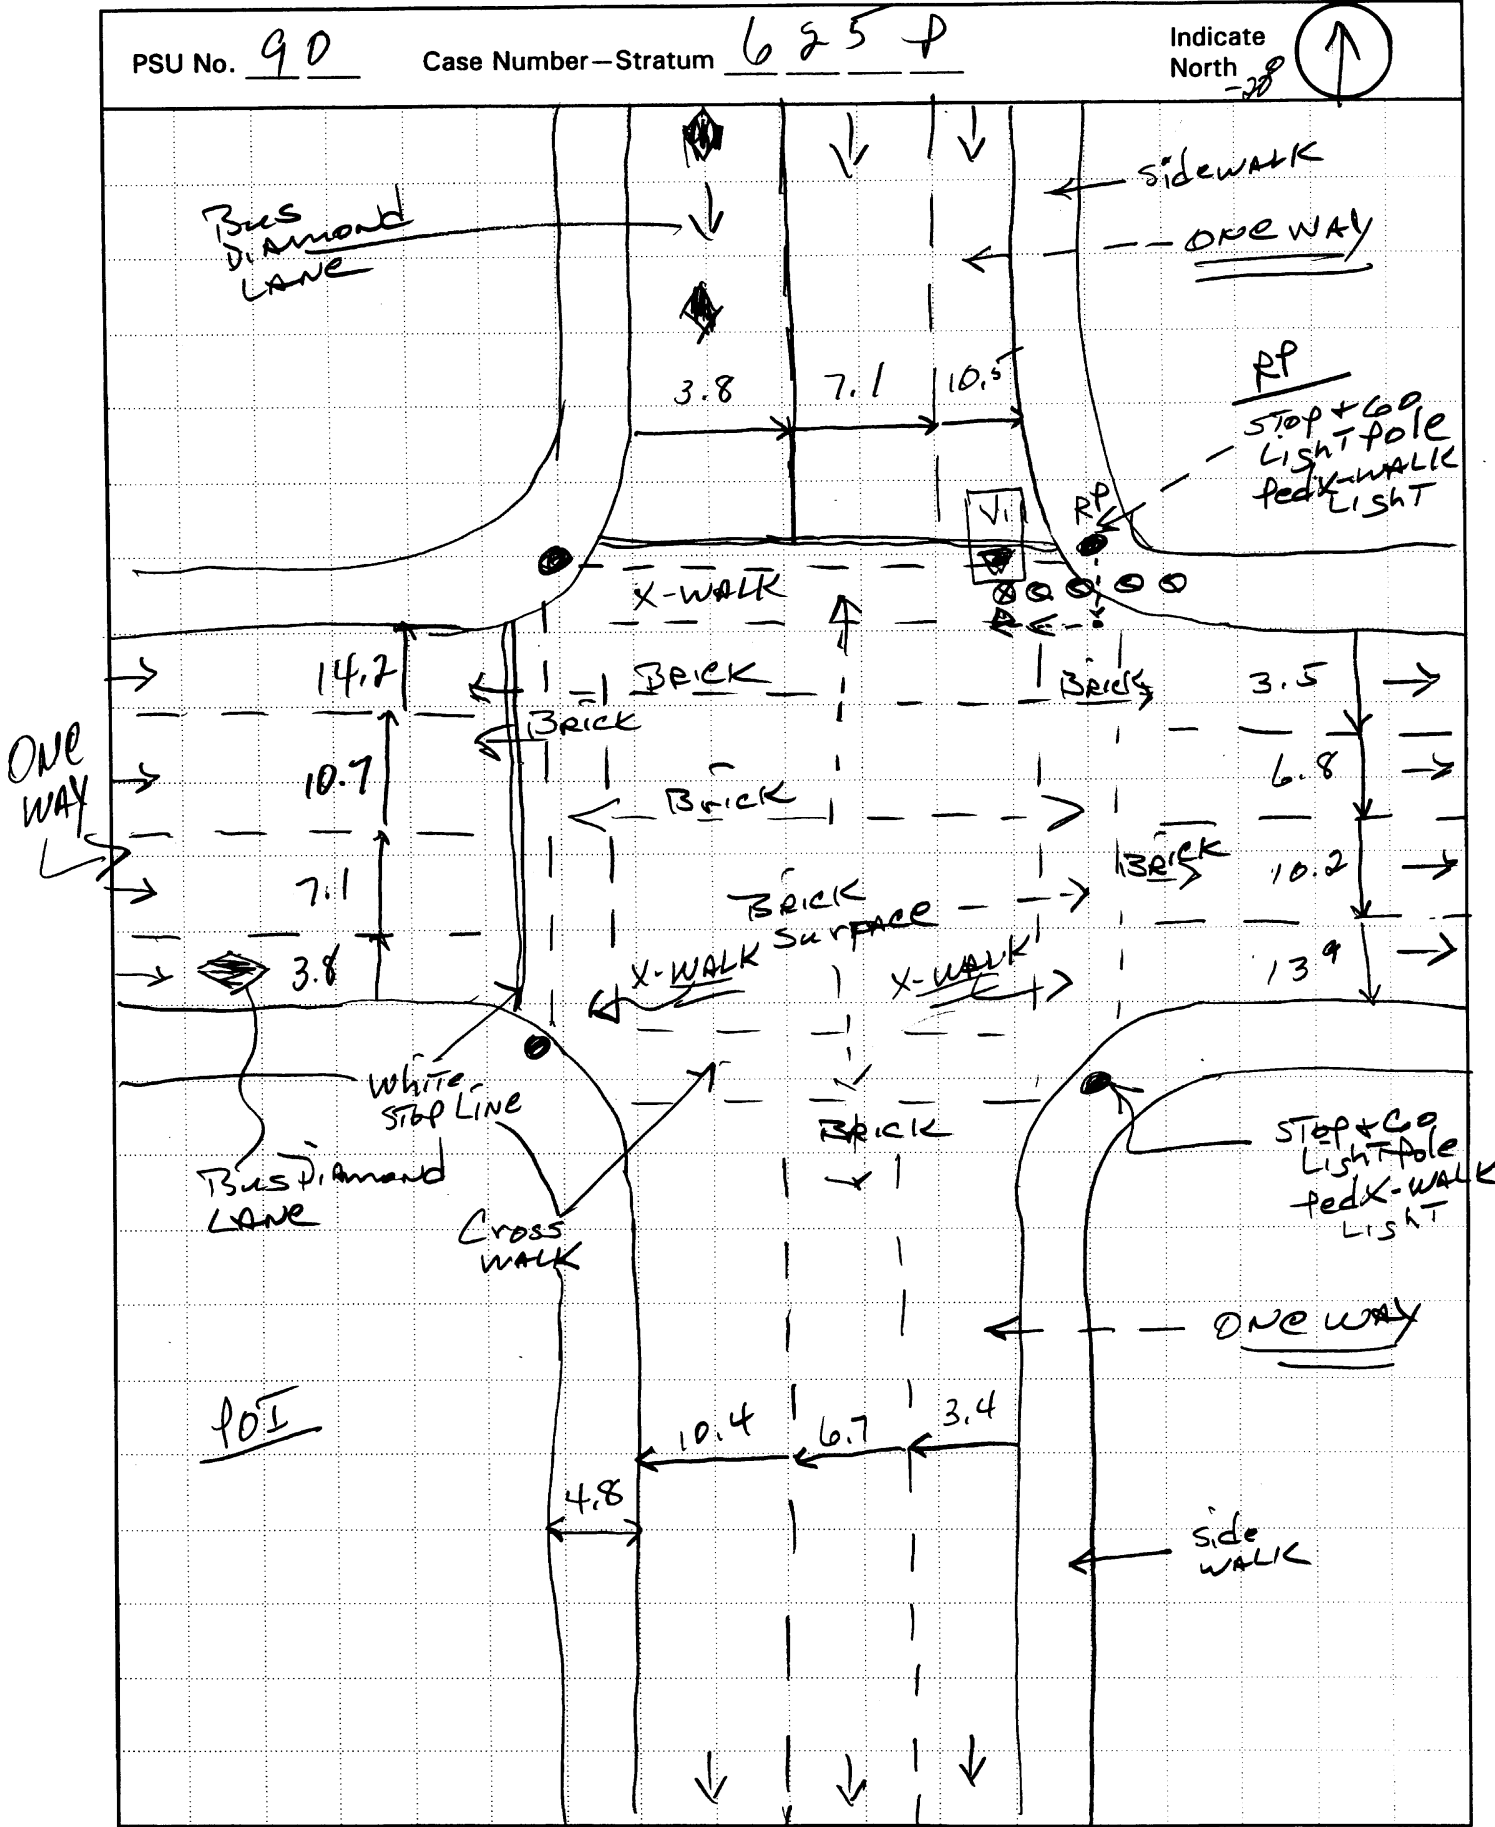 PSU No. 90 Case Number—Stratum 625 P Indicate North
Bus
Diamond
Lane
Sidewalk
One way
3.8 7.1 10.5
RP
Stop + Go
Light Pole
Ped X-WALK
Light
V1
RP
X-WALK
14.2
Brick
Brick
3.5
Brick
One
Way
10.7
Brick
6.8
7.1
Brick
Surface
Brick
10.2
3.8
X-WALK
X-WALK
13.9
White
Stop Line
Brick
Stop + Go
Light Pole
Ped X-WALK
Light
Bus Diamond
Lane
Cross
WALK
One Way
POI
10.4 6.7 3.4
4.8
Side
WALK